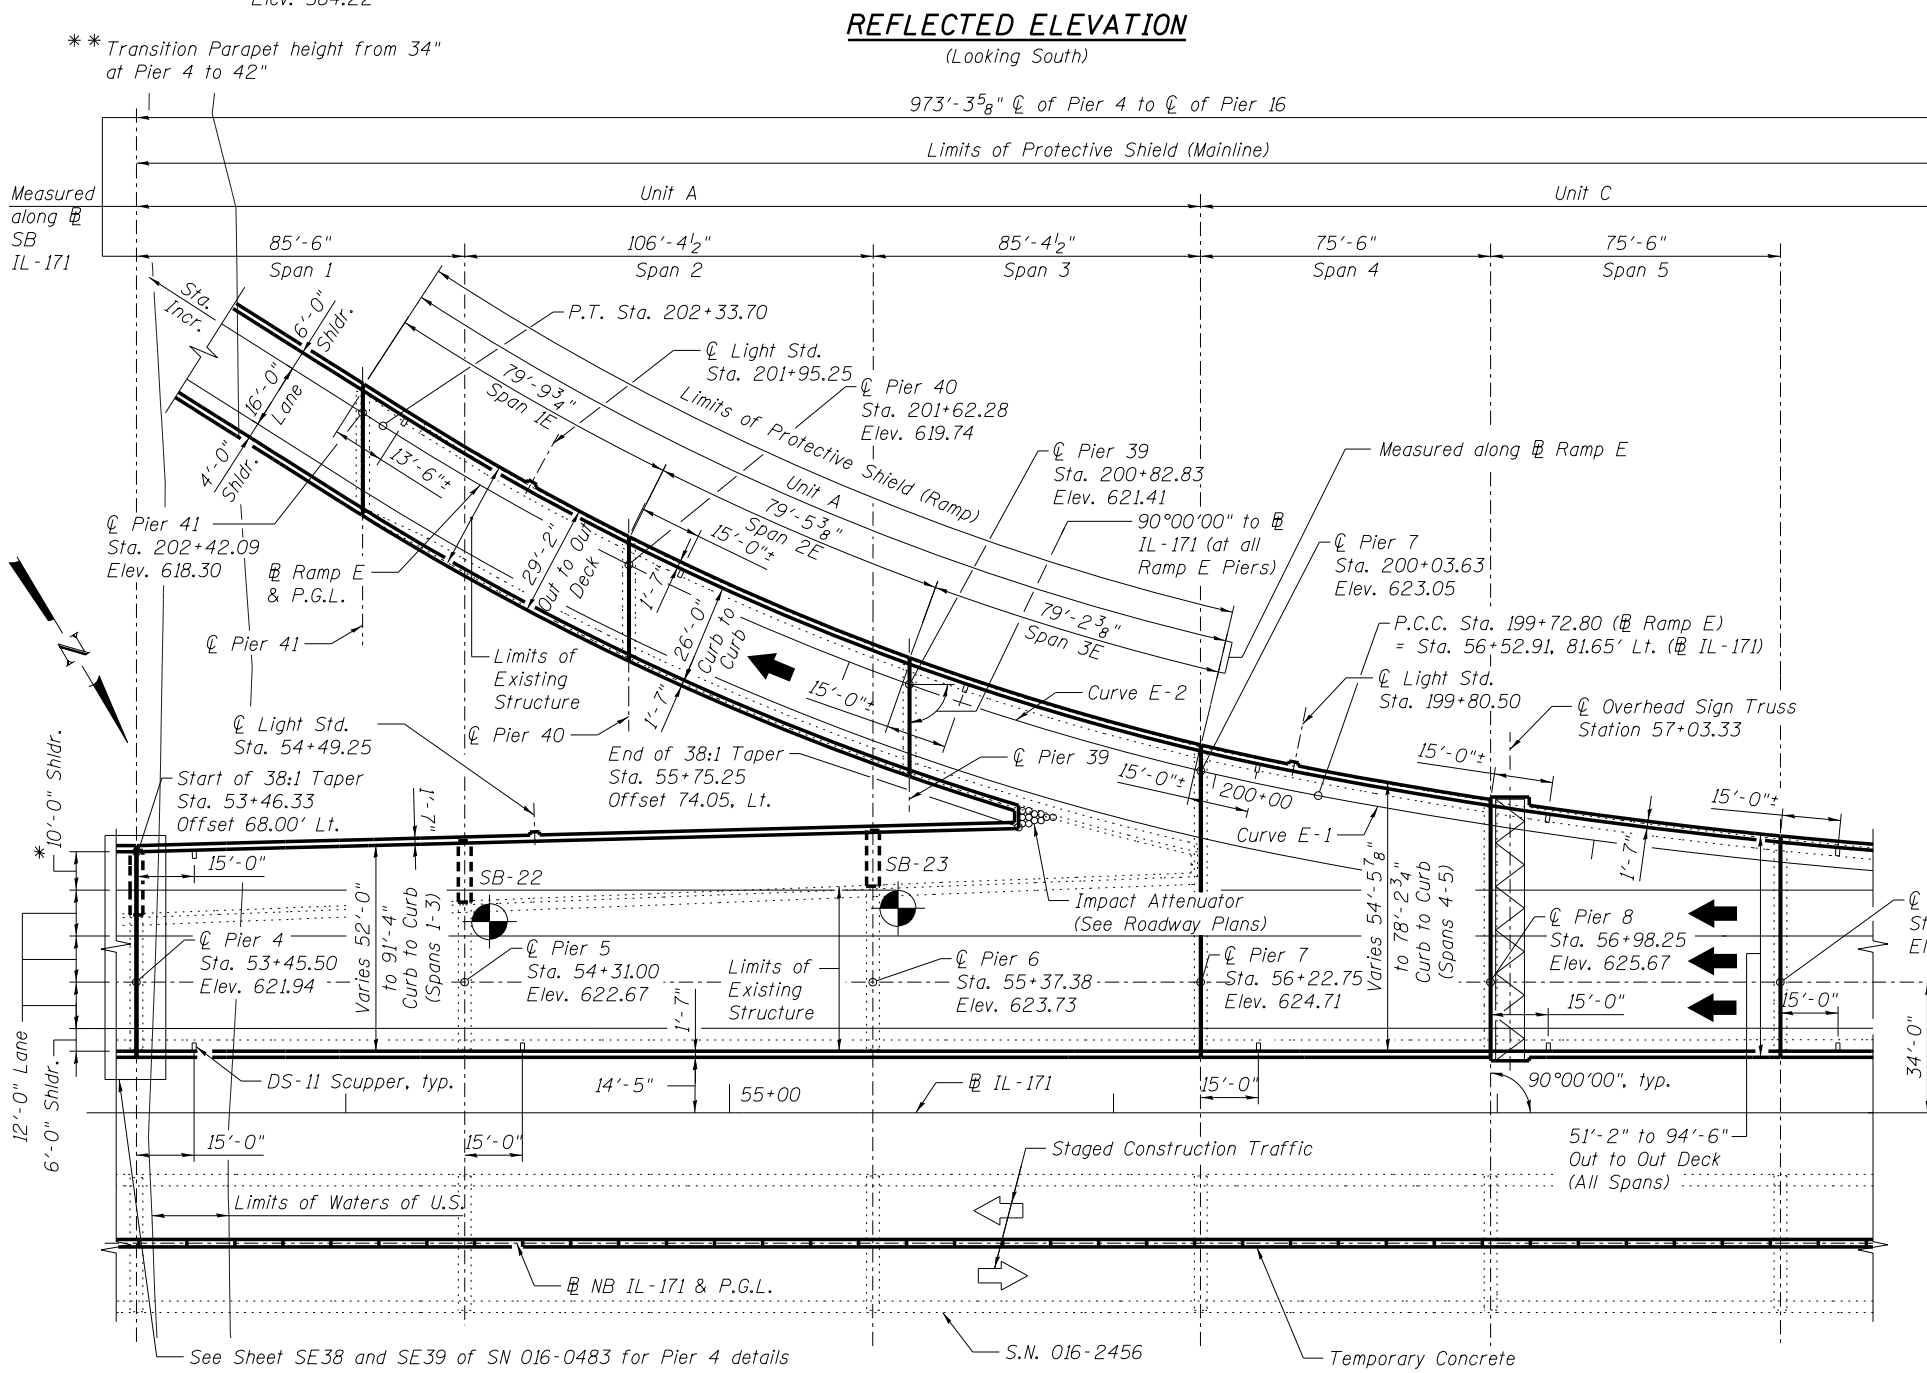 Elev. 584.22
REFLECTED ELEVATION
(Looking South)
** Transition Parapet height from 34"
at Pier 4 to 42"
973'-3 5/8" ℄ of Pier 4 to ℄ of Pier 16
Limits of Protective Shield (Mainline)
Measured
along ⅊
SB
IL-171
Unit A
Unit C
85'-6"
Span 1
106'-4 1/2"
Span 2
85'-4 1/2"
Span 3
75'-6"
Span 4
75'-6"
Span 5
Sta.
Incr.
6'-0"
Shldr.
16'-0"
Lane
4'-0"
Shldr.
P.T. Sta. 202+33.70
℄ Light Std.
Sta. 201+95.25
℄ Pier 40
Sta. 201+62.28
Elev. 619.74
79'-9 3/4"
Span 1E
Limits of Protective Shield (Ramp)
Unit A
79'-5 3/8"
Span 2E
79'-2 3/8"
Span 3E
℄ Pier 39
Sta. 200+82.83
Elev. 621.41
Measured along ⅊ Ramp E
90°00'00" to ⅊
IL-171 (at all
Ramp E Piers)
℄ Pier 7
Sta. 200+03.63
Elev. 623.05
P.C.C. Sta. 199+72.80 (⅊ Ramp E)
= Sta. 56+52.91, 81.65' Lt. (⅊ IL-171)
℄ Light Std.
Sta. 199+80.50
℄ Overhead Sign Truss
Station 57+03.33
13'-6"±
℄ Pier 41
Sta. 202+42.09
Elev. 618.30
⅊ Ramp E
& P.G.L.
℄ Pier 41
29'-2"
Out to Out
Deck
15'-0"±
1'-7"
26'-0"
Curb to
Curb
1'-7"
15'-0"±
Limits of
Existing
Structure
℄ Pier 40
Curve E-2
℄ Pier 39
15'-0"±
200+00
Curve E-1
15'-0"±
15'-0"±
1'-7"
N
℄ Light Std.
Sta. 54+49.25
End of 38:1 Taper
Sta. 55+75.25
Offset 74.05, Lt.
Start of 38:1 Taper
Sta. 53+46.33
Offset 68.00' Lt.
* 10'-0" Shldr.
1'-7"
15'-0"
SB-22
SB-23
Impact Attenuator
(See Roadway Plans)
Varies 52'-0"
to 91'-4"
Curb to Curb
(Spans 1-3)
Varies 54'-5 7/8"
to 78'-2 3/4"
Curb to Curb
(Spans 4-5)
℄ Pier 4
Sta. 53+45.50
Elev. 621.94
℄ Pier 5
Sta. 54+31.00
Elev. 622.67
Limits of
Existing
Structure
℄ Pier 6
Sta. 55+37.38
Elev. 623.73
℄ Pier 7
Sta. 56+22.75
Elev. 624.71
℄ Pier 8
Sta. 56+98.25
Elev. 625.67
℄
St
El
15'-0"
15'-0"
34'-0"
12'-0" Lane
6'-0" Shldr.
1'-7"
DS-11 Scupper, typ.
14'-5"
55+00
⅊ IL-171
15'-0"
90°00'00", typ.
15'-0"
15'-0"
Staged Construction Traffic
51'-2" to 94'-6"
Out to Out Deck
(All Spans)
Limits of Waters of U.S.
⅊ NB IL-171 & P.G.L.
See Sheet SE38 and SE39 of SN 016-0483 for Pier 4 details
S.N. 016-2456
Temporary Concrete